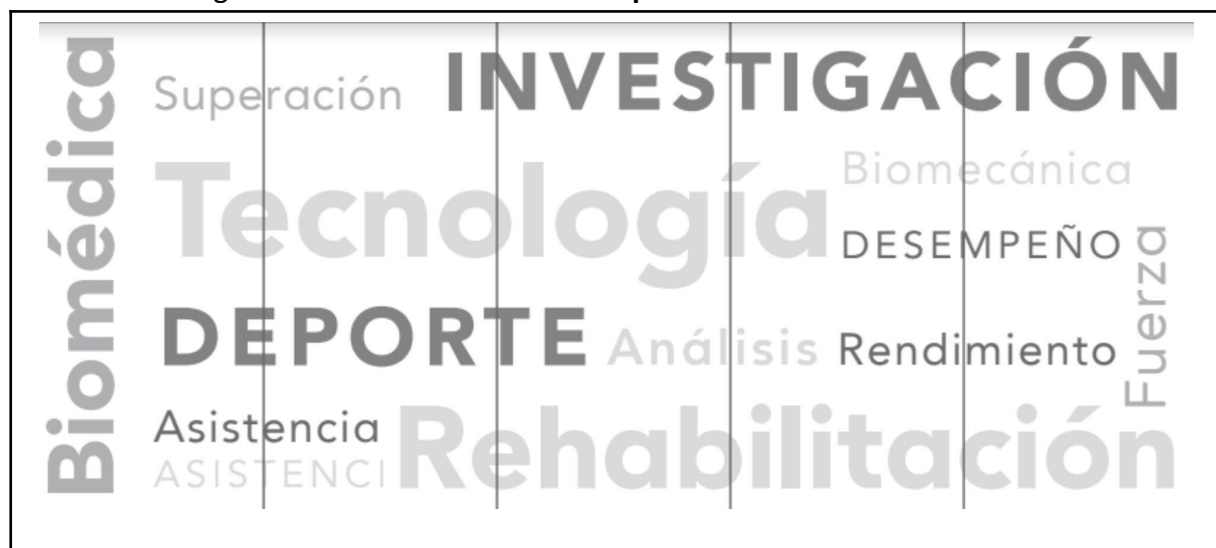 Biomédica
Superación INVESTIGACIÓN
Tecnología
Biomecánica
DESEMPEÑO
Fuerza
DEPORTE Análisis Rendimiento
Asistencia
ASISTENCI
Rehabilitación